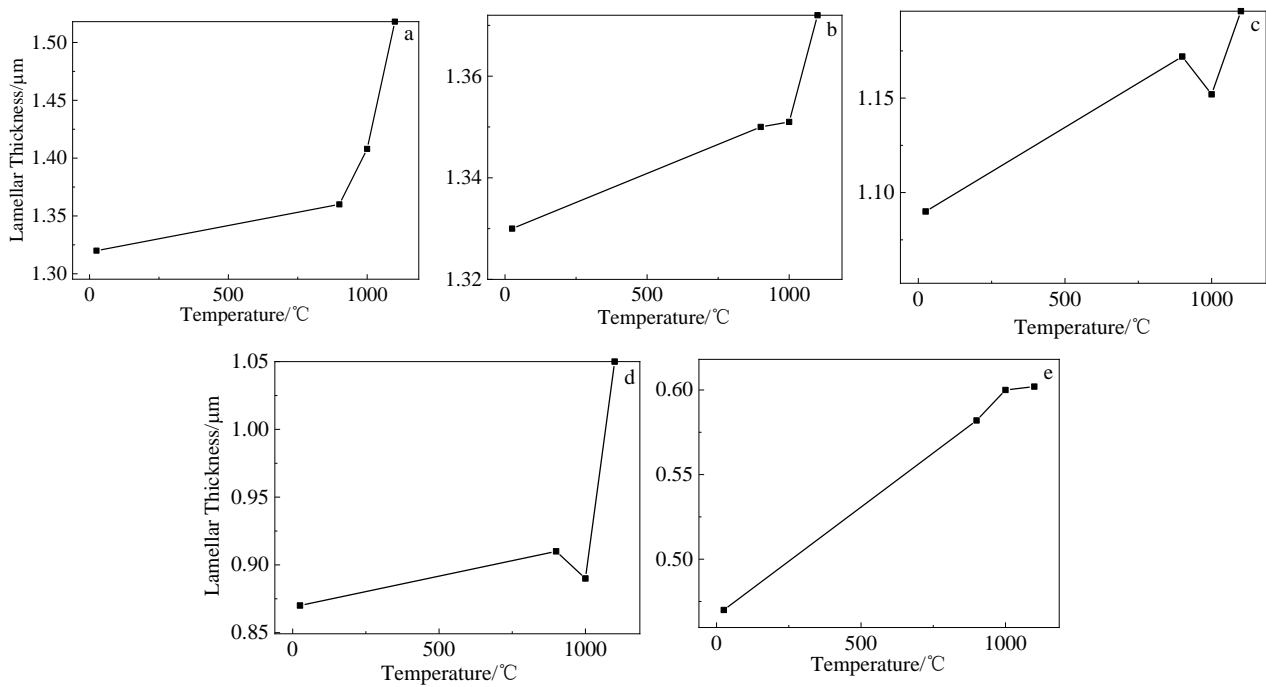 a
1.50
1.45
1.40
1.35
1.30
0
500
1000
Temperature/℃
Lamellar Thickness/μm
b
1.36
1.34
1.32
0
500
1000
Temperature/℃
c
1.15
1.10
0
500
1000
Temperature/℃
d
1.05
1.00
0.95
0.90
0.85
0
500
1000
Temperature/℃
Lamellar Thickness/μm
e
0.60
0.55
0.50
0
500
1000
Temperature/℃